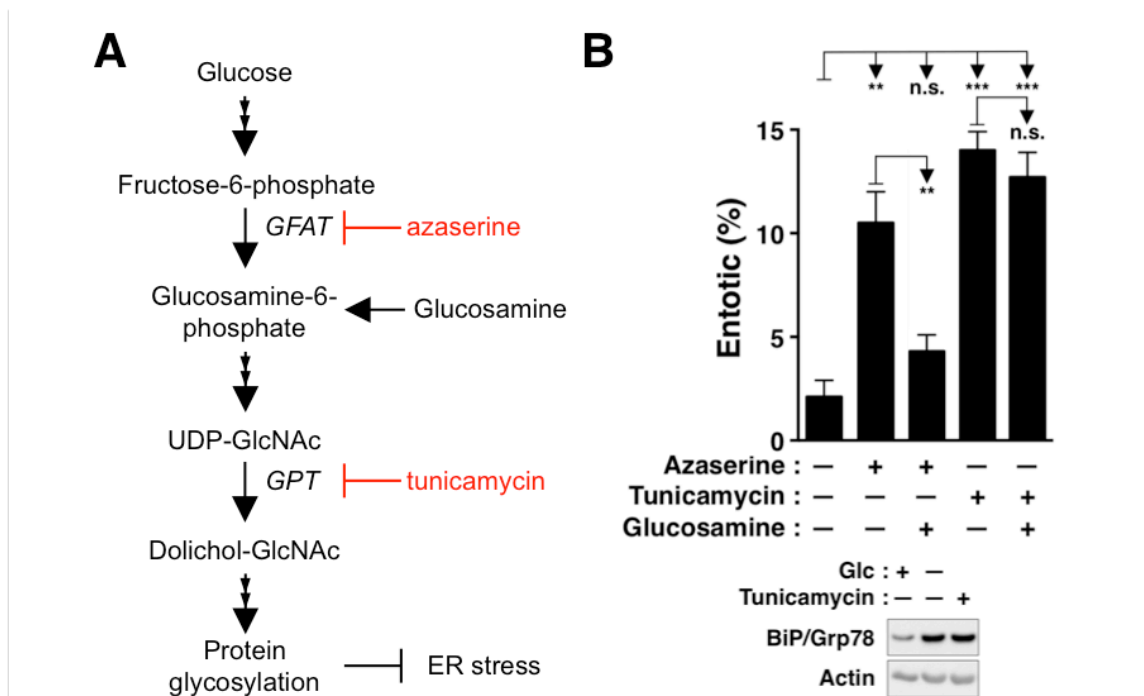 A
Glucose
Fructose-6-phosphate
GFAT
azaserine
Glucosamine-6-
phosphate
Glucosamine
UDP-GlcNAc
GPT
tunicamycin
Dolichol-GlcNAc
Protein
glycosylation
ER stress
B
** n.s. *** ***
n.s.
**
15
10
5
0
Entotic (%)
Azaserine : – + + – –
Tunicamycin : – – – + +
Glucosamine : – – + – +
Glc : + –
Tunicamycin : – – +
BiP/Grp78
Actin